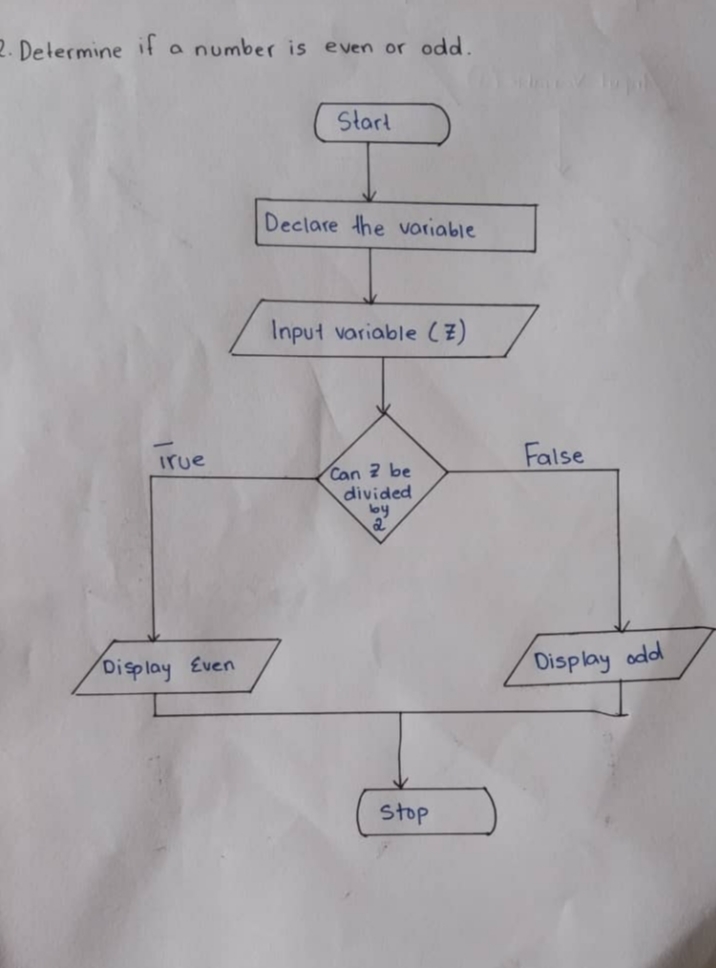 2. Determine if a number is even or odd.
Start
Declare the variable
Input variable (Z)
True
False
Can Z be
divided
by
2
Display Even
Display odd
Stop